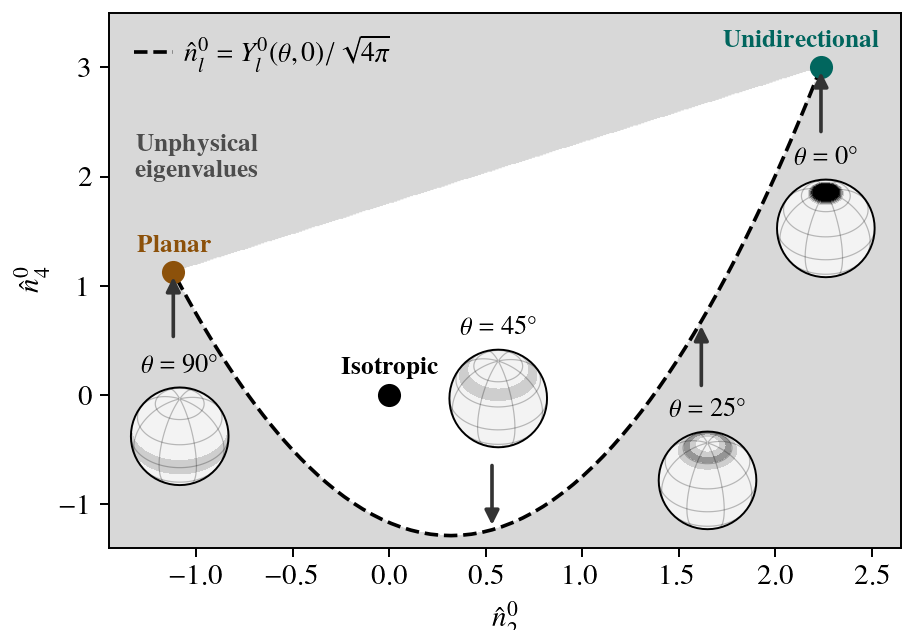 Unidirectional
n̂_l^0 = Y_l^0(θ, 0)/ √4π
3
Unphysical
eigenvalues
θ = 0°
2
Planar
1
n̂_4^0
θ = 45°
Isotropic
θ = 90°
0
θ = 25°
−1
−1.0 −0.5 0.0 0.5 1.0 1.5 2.0 2.5
n̂_2^0